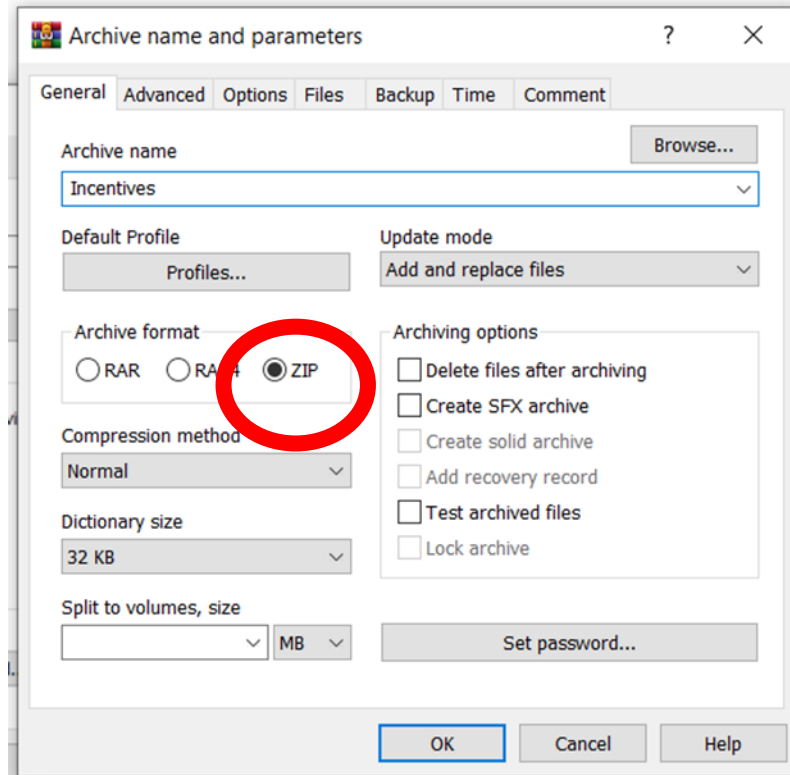 Archive name and parameters ?
General Advanced Options Files Backup Time Comment
Archive name
Browse...
Incentives
Default Profile
Update mode
Profiles...
Add and replace files
Archive format
RAR ZIP
Archiving options
Delete files after archiving
Create SFX archive
Create solid archive
Add recovery record
Test archived files
Lock archive
Compression method
Normal
Dictionary size
32 KB
Split to volumes, size
MB
Set password...
OK Cancel Help